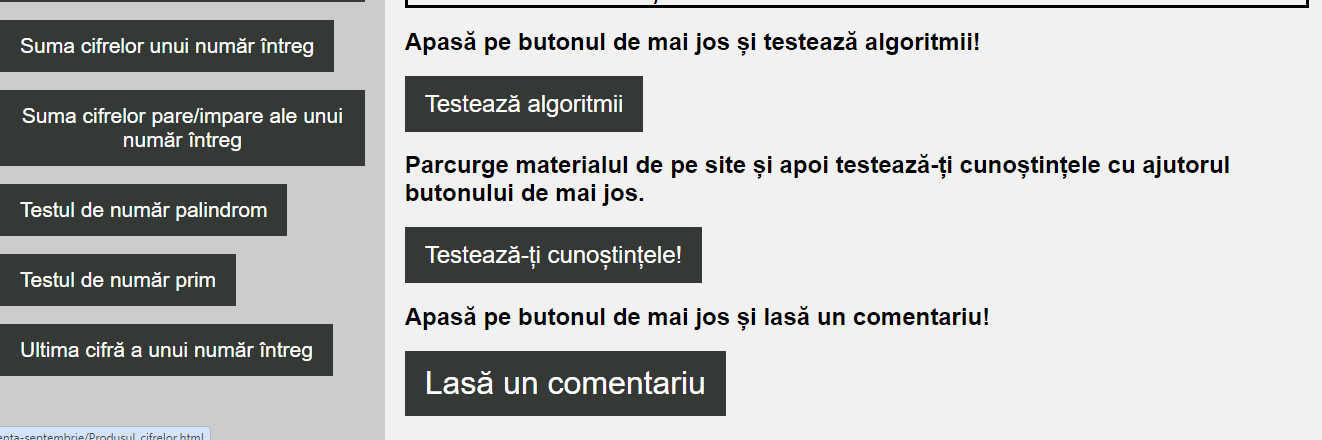 Suma cifrelor unui număr întreg
Suma cifrelor pare/impare ale unui
număr întreg
Testul de număr palindrom
Testul de număr prim
Ultima cifră a unui număr întreg
Apasă pe butonul de mai jos și testează algoritmii!
Testează algoritmii
Parcurge materialul de pe site și apoi testează-ți cunoștințele cu ajutorul
butonului de mai jos.
Testează-ți cunoștințele!
Apasă pe butonul de mai jos și lasă un comentariu!
Lasă un comentariu
enta-septembrie/Produsul_cifrelor.html